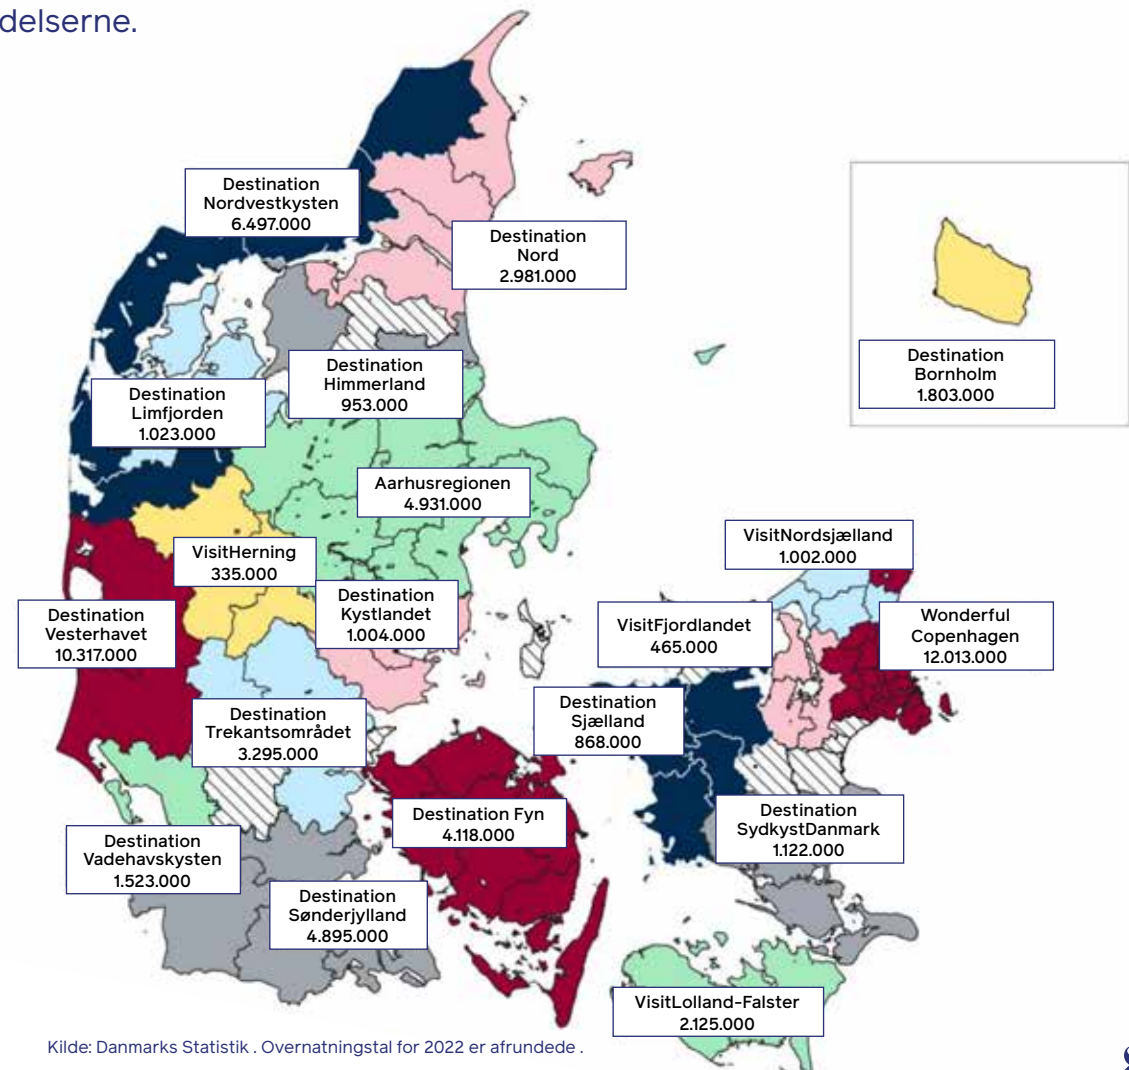 delserne.
Destination
Nordvestkysten
6.497.000
Destination
Nord
2.981.000
Destination
Himmerland
953.000
Destination
Bornholm
1.803.000
Destination
Limfjorden
1.023.000
Aarhusregionen
4.931.000
VisitHerning
335.000
VisitNordsjælland
1.002.000
Destination
Kystlandet
1.004.000
Destination
Vesterhavet
10.317.000
VisitFjordlandet
465.000
Wonderful
Copenhagen
12.013.000
Destination
Sjælland
868.000
Destination
Trekantsområdet
3.295.000
Destination Fyn
4.118.000
Destination
SydkystDanmark
1.122.000
Destination
Vadehavskysten
1.523.000
Destination
Sønderjylland
4.895.000
VisitLolland-Falster
2.125.000
Kilde: Danmarks Statistik . Overnatningstal for 2022 er afrundede .